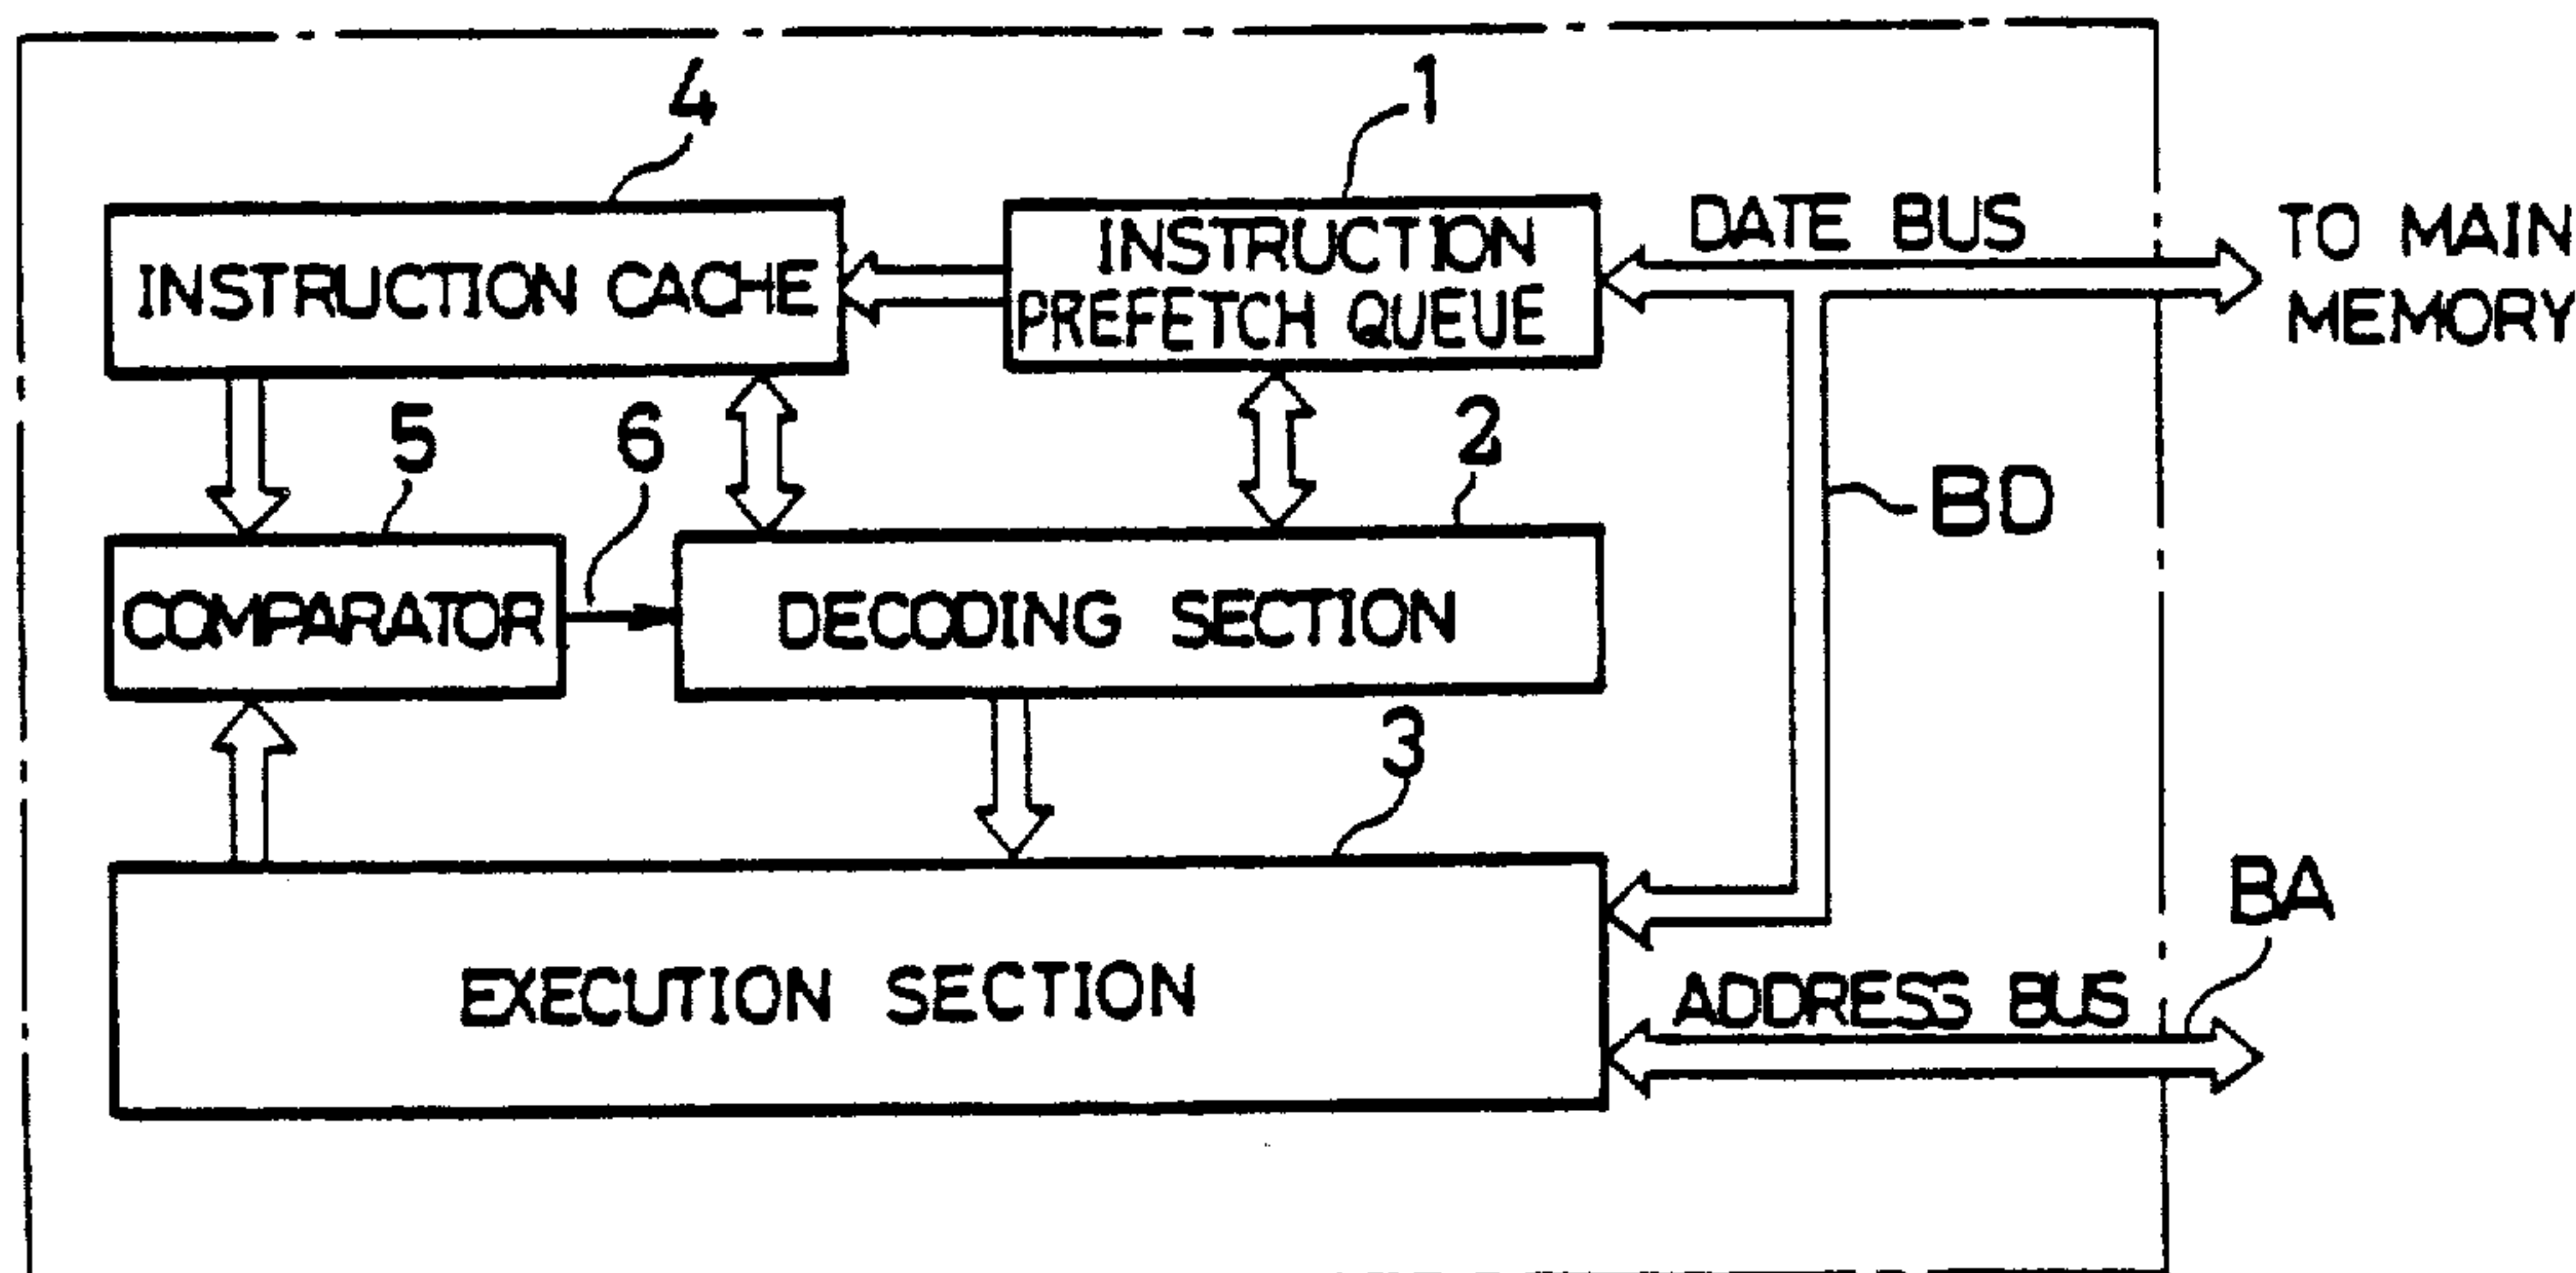 4
1
INSTRUCTION CACHE
INSTRUCTION
PREFETCH QUEUE
DATE BUS
TO MAIN
MEMORY
5
6
2
BD
COMPARATOR
DECODING SECTION
3
EXECUTION SECTION
BA
ADDRESS BUS